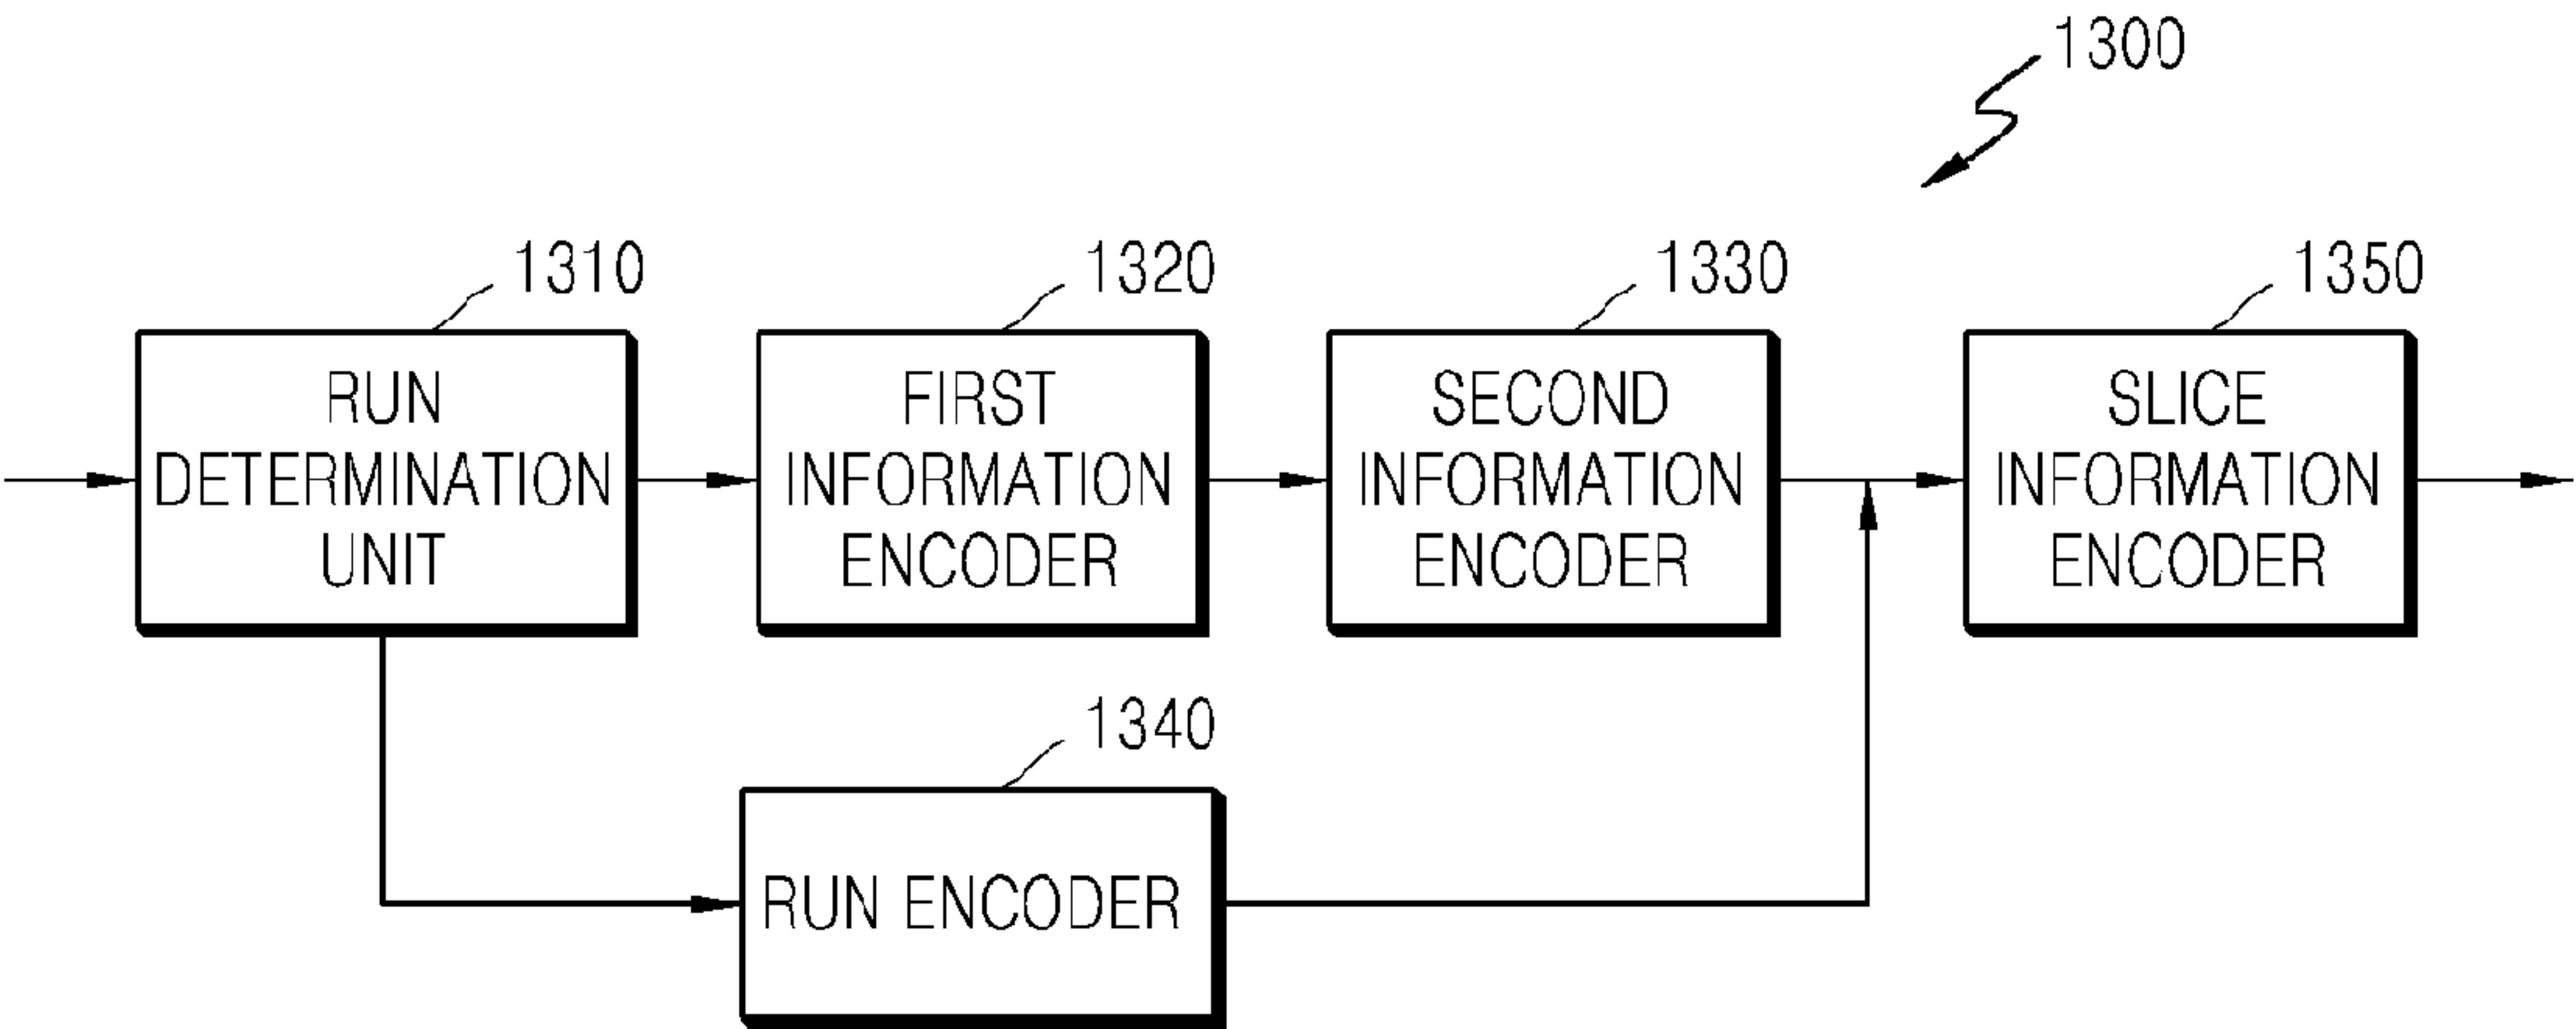 1300
1310
1320
1330
1350
RUN
DETERMINATION
UNIT
FIRST
INFORMATION
ENCODER
SECOND
INFORMATION
ENCODER
SLICE
INFORMATION
ENCODER
1340
RUN ENCODER